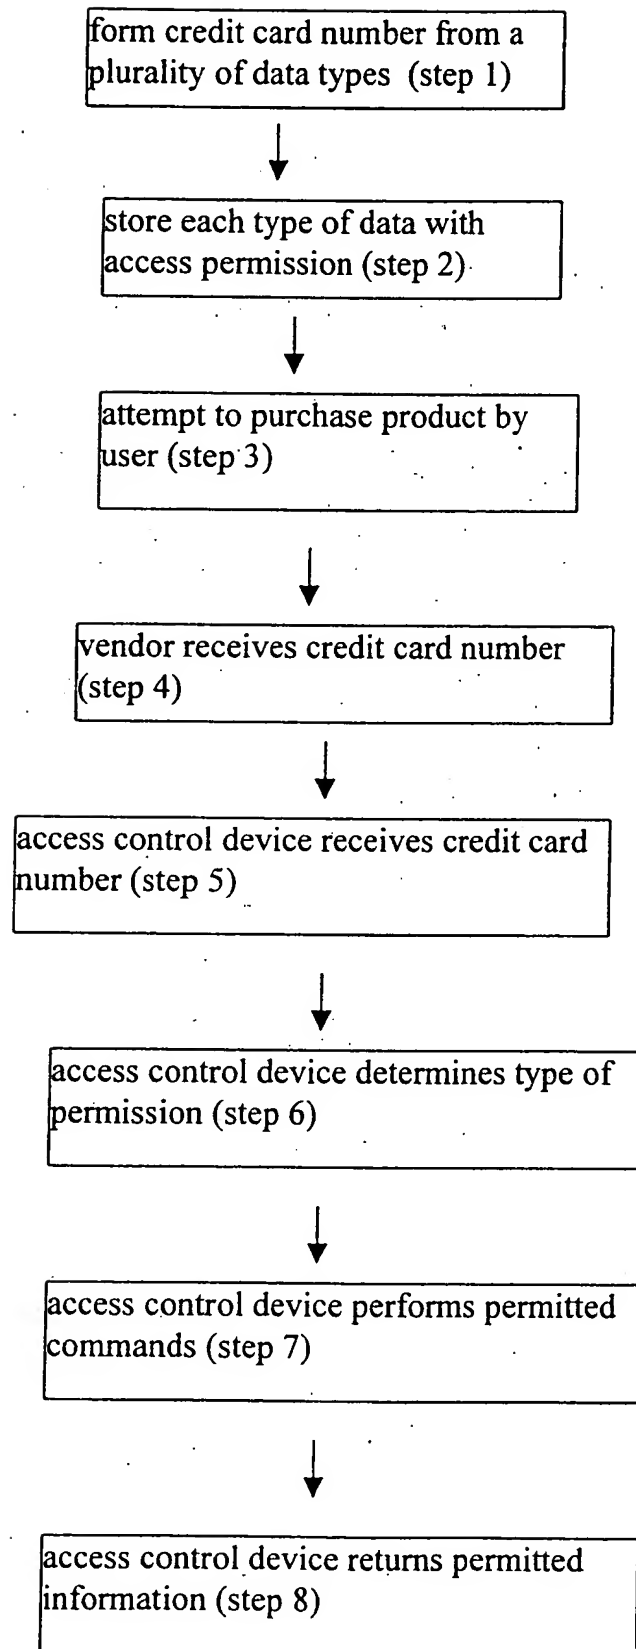 form credit card number from a
plurality of data types (step 1)
store each type of data with
access permission (step 2)
attempt to purchase product by
user (step 3)
vendor receives credit card number
(step 4)
access control device receives credit card
number (step 5)
access control device determines type of
permission (step 6)
access control device performs permitted
commands (step 7)
access control device returns permitted
information (step 8)